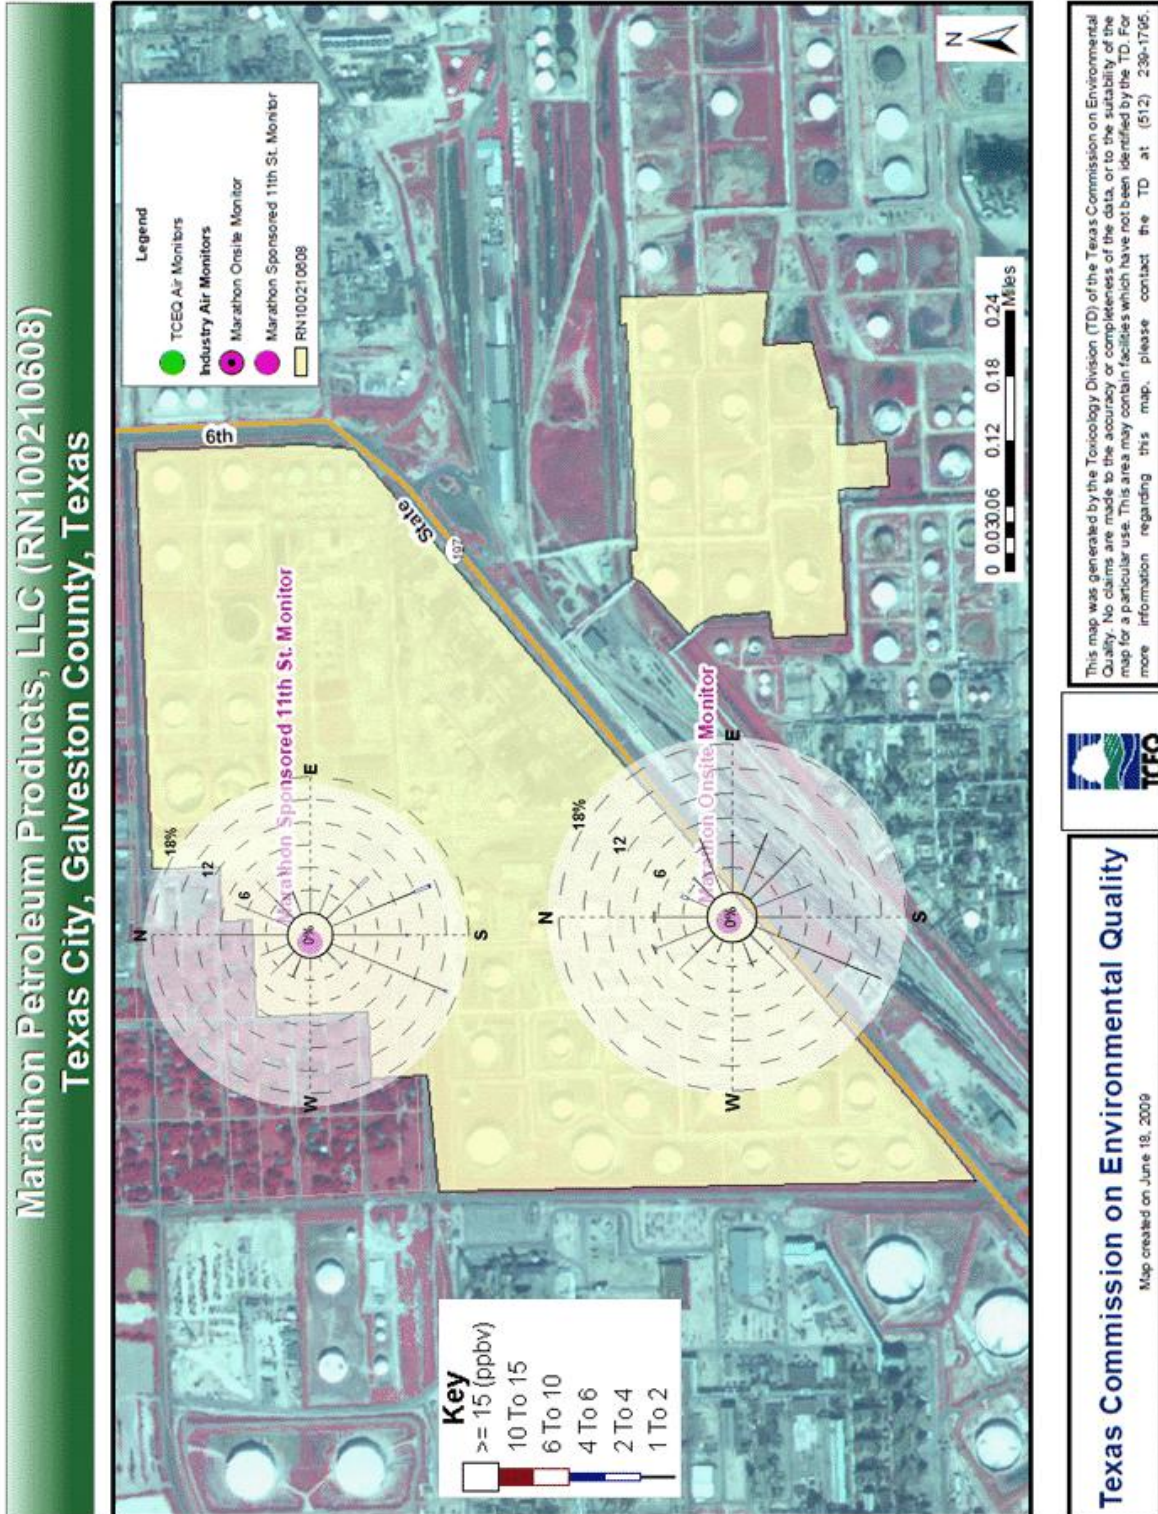 Marathon Petroleum Products, LLC (RN100210608)
Texas City, Galveston County, Texas
Legend
TCEQ Air Monitors
Industry Air Monitors
Marathon Onsite Monitor
Marathon Sponsored 11th St. Monitor
RN100210608
N
6th
State
197
Marathon Sponsored 11th St. Monitor
N
18%
12
6
0%
E
W
S
Marathon Onsite Monitor
N
18%
12
6
0%
E
W
S
0 0.03 0.06 0.12 0.18 0.24
Miles
Key
>= 15 (ppbv)
10 To 15
6 To 10
4 To 6
2 To 4
1 To 2
Texas Commission on Environmental Quality
Map created on June 18, 2009
TCEQ
This map was generated by the Toxicology Division (TD) of the Texas Commission on Environmental
Quality. No claims are made to the accuracy or completeness of the data, or to the suitability of the
map for a particular use. This area may contain facilities which have not been identified by the TD. For
more information regarding this map, please contact the TD at (512) 239-1795.